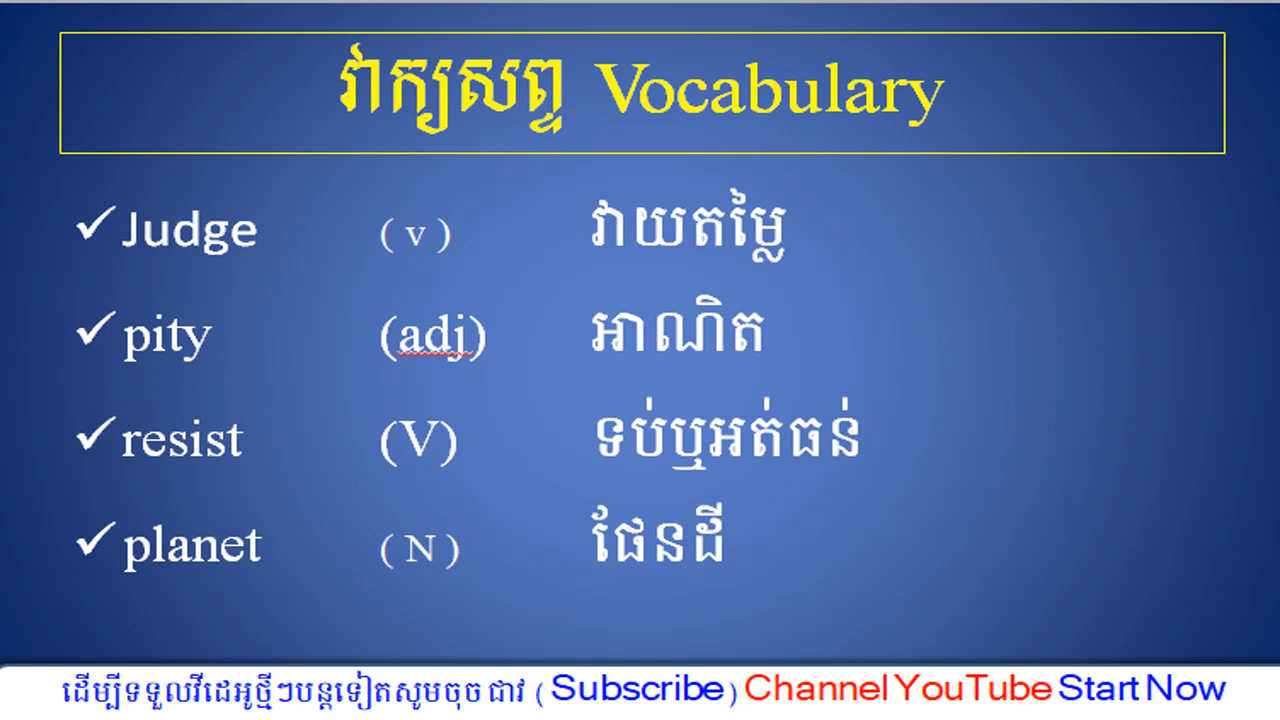 វាក្យសព្ទ Vocabulary
✓ Judge ( v ) វាយតម្លៃ
✓ pity (adj) អាណិត
✓ resist (V) ទប់ឬអត់ធន់
✓ planet ( N ) ផែនដី
ដើម្បីទទួលវីដេអូថ្មីៗបន្តទៀតសូមចុច ជាវ ( Subscribe ) Channel YouTube Start Now